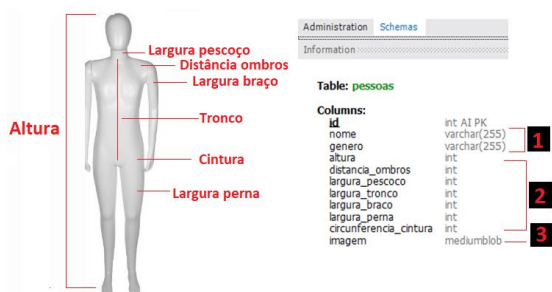 Altura
Largura pescoço
Distância ombros
Largura braço
Tronco
Cintura
Largura perna
Administration Schemas
Information
Table: pessoas
Columns:
id int AI PK
nome varchar(255)
genero varchar(255)
altura int
distancia_ombros int
largura_pescoco int
largura_tronco int
largura_braco int
largura_perna int
circunferencia_cintura int
imagem mediumblob
1
2
3